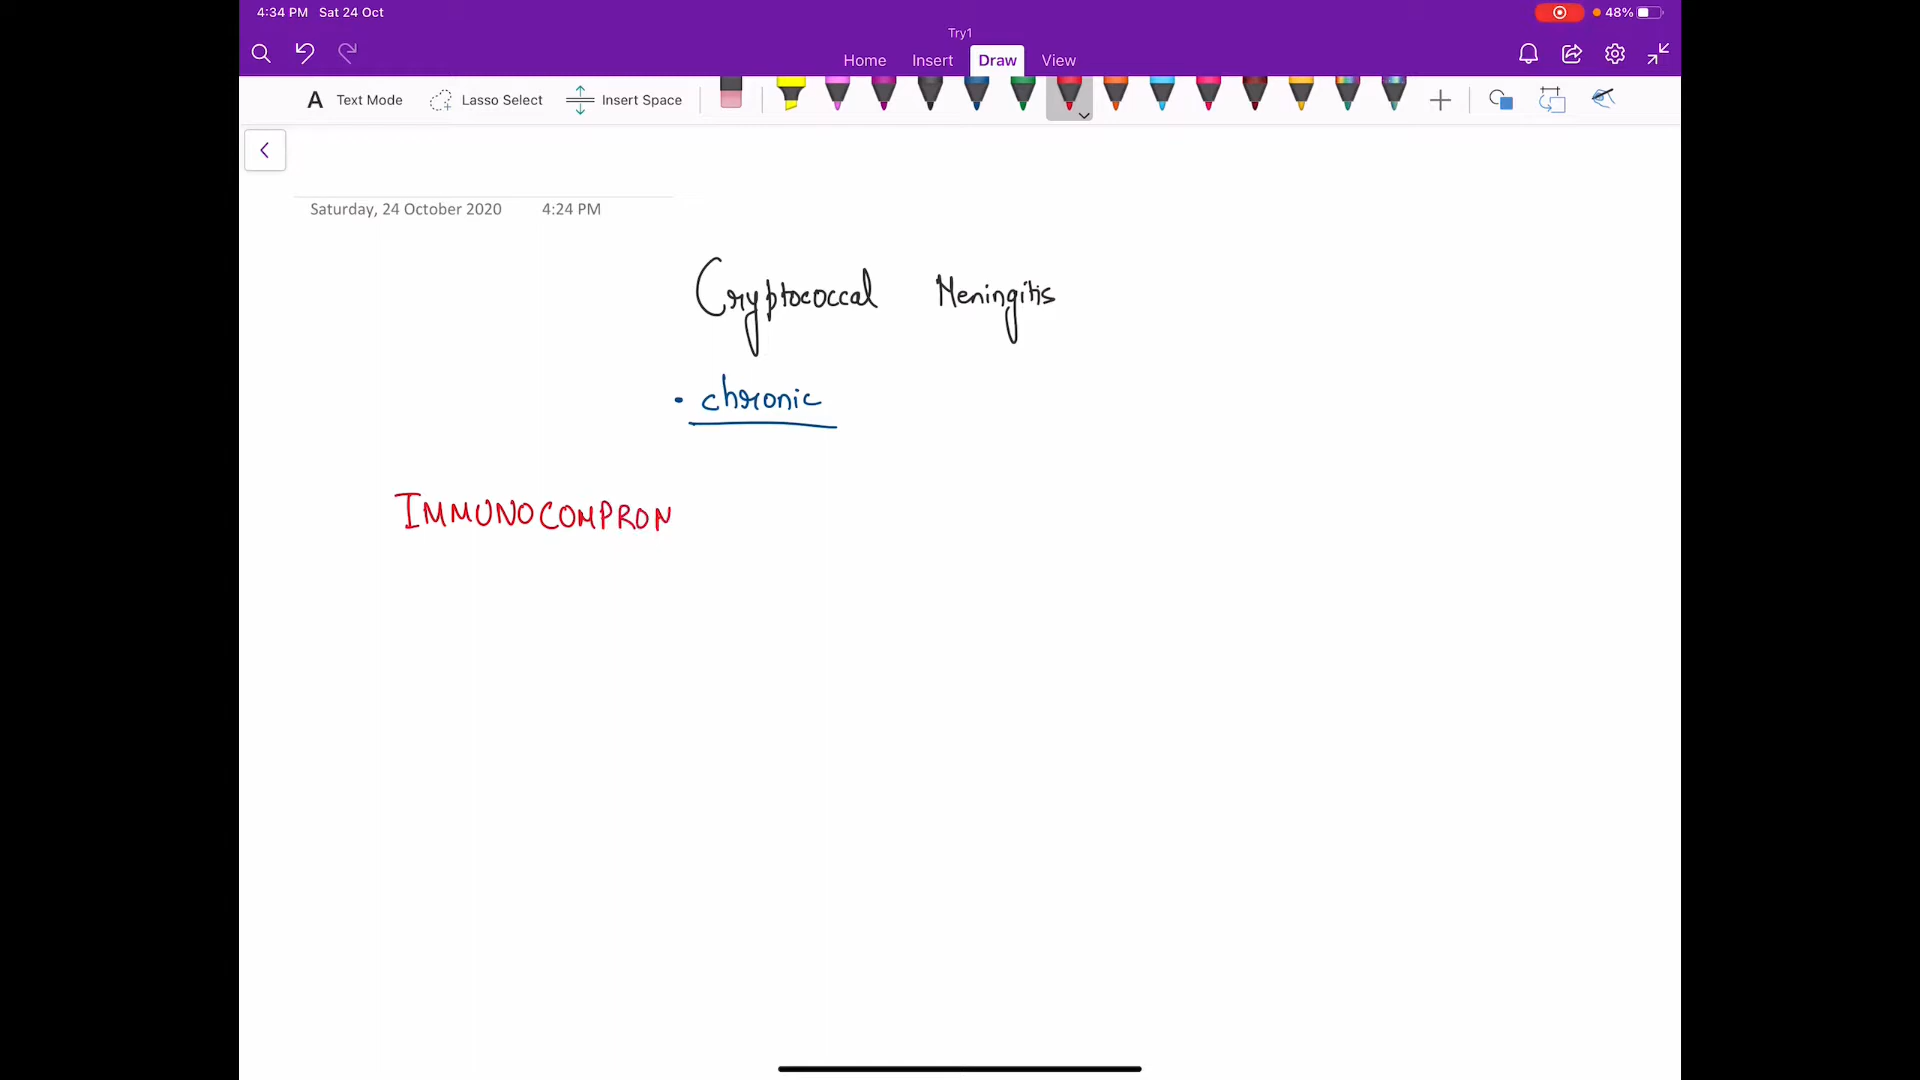 4:34 PM Sat 24 Oct
48%
Try1
Home Insert Draw View
A Text Mode Lasso Select Insert Space
Saturday, 24 October 2020 4:24 PM
Cryptococcal Meningitis
• chronic
IMMUNOCOMPROM